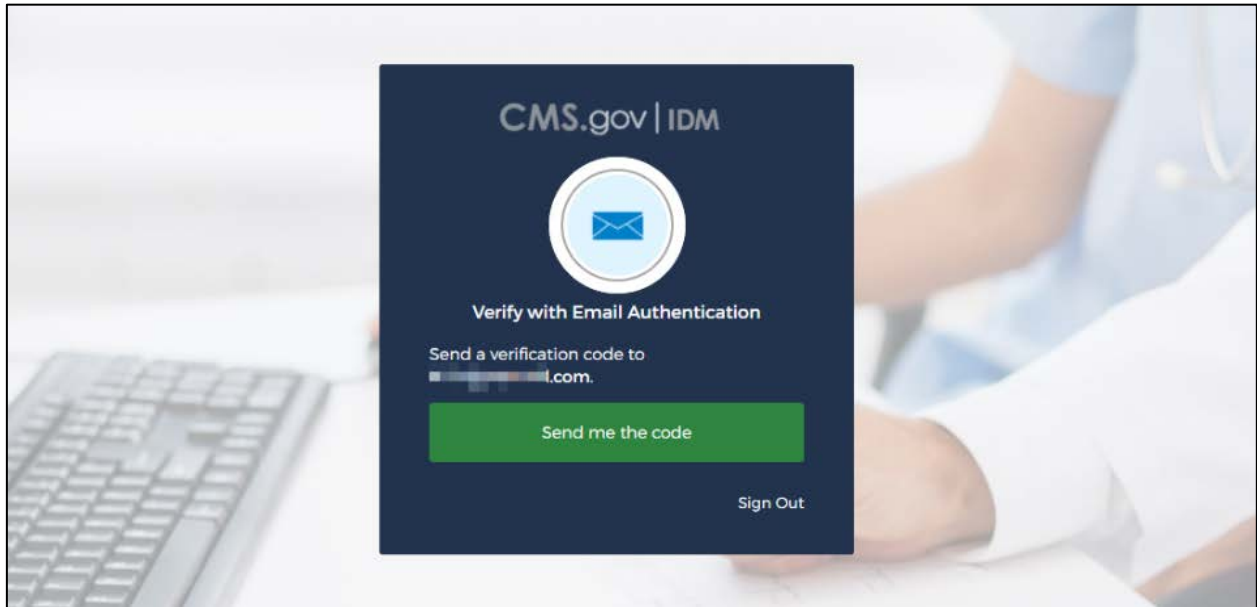 CMS.gov | IDM
Verify with Email Authentication
Send a verification code to
.com.
Send me the code
Sign Out